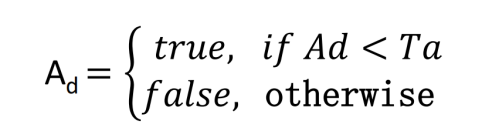 A_d = { true, if Ad < Ta
false, otherwise